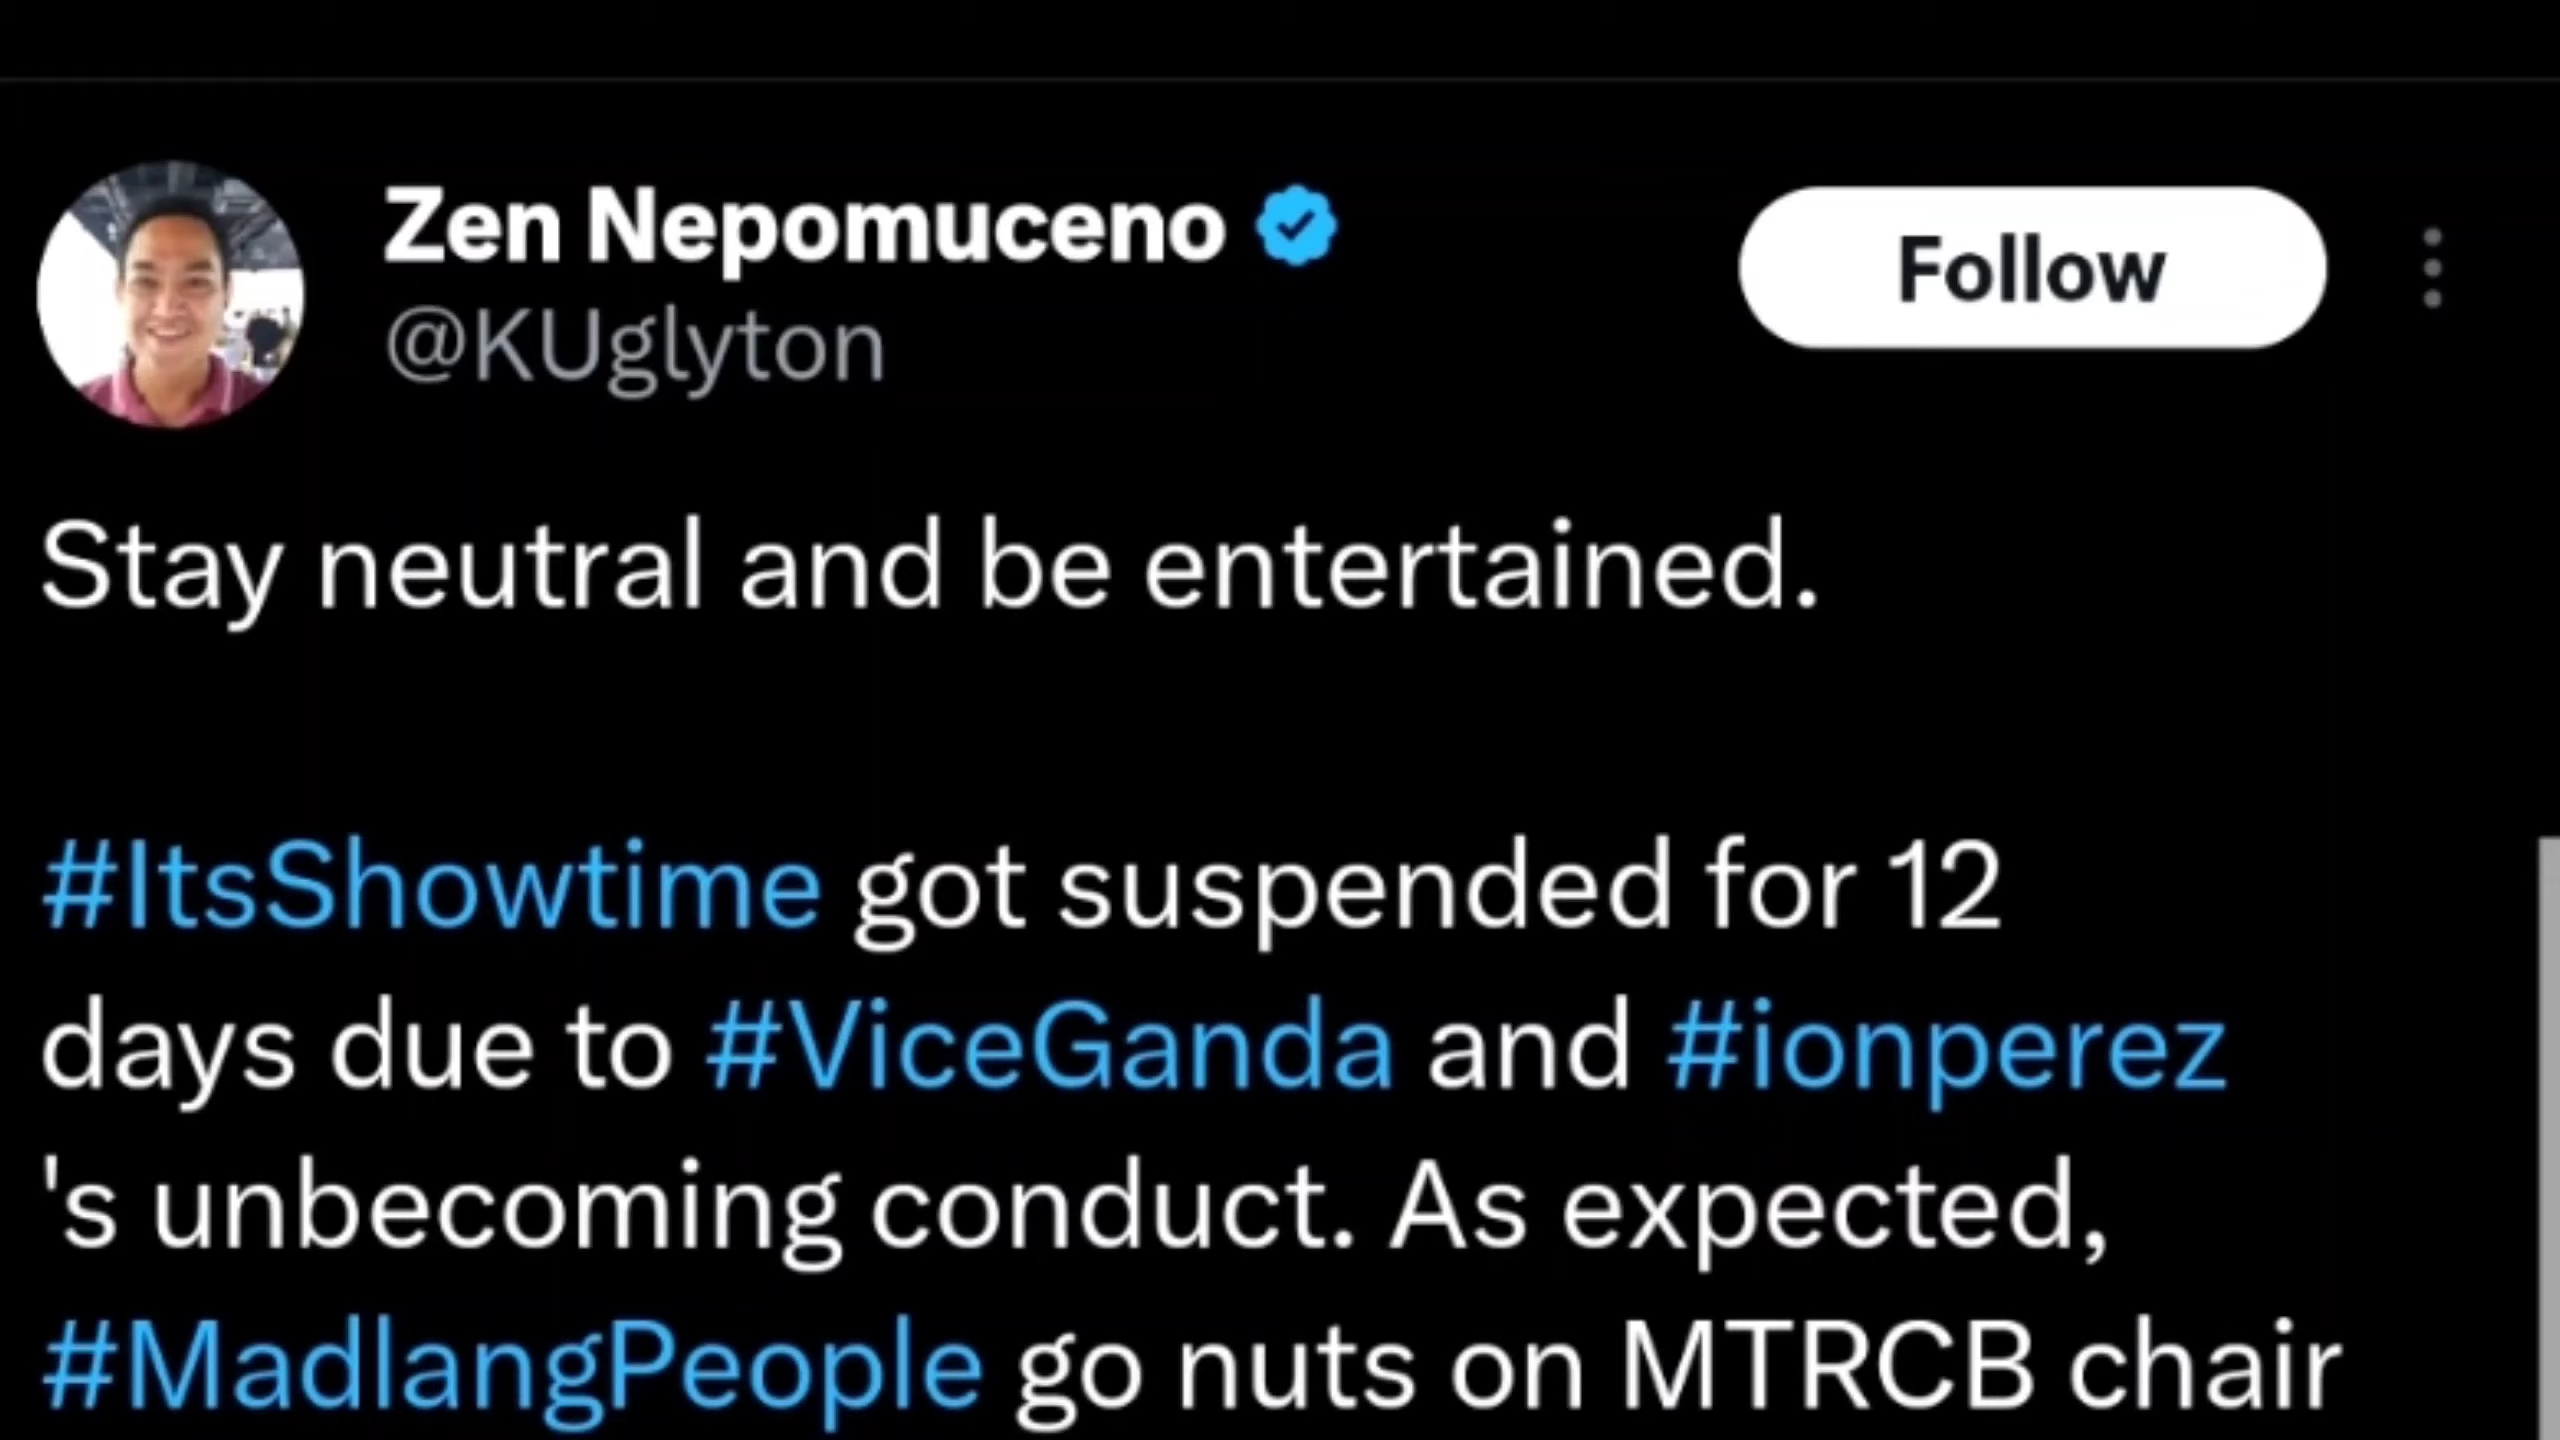 Zen Nepomuceno
Follow
@KUglyton
Stay neutral and be entertained.
#ItsShowtime got suspended for 12
days due to #ViceGanda and #ionperez
's unbecoming conduct. As expected,
#MadlangPeople go nuts on MTRCB chair